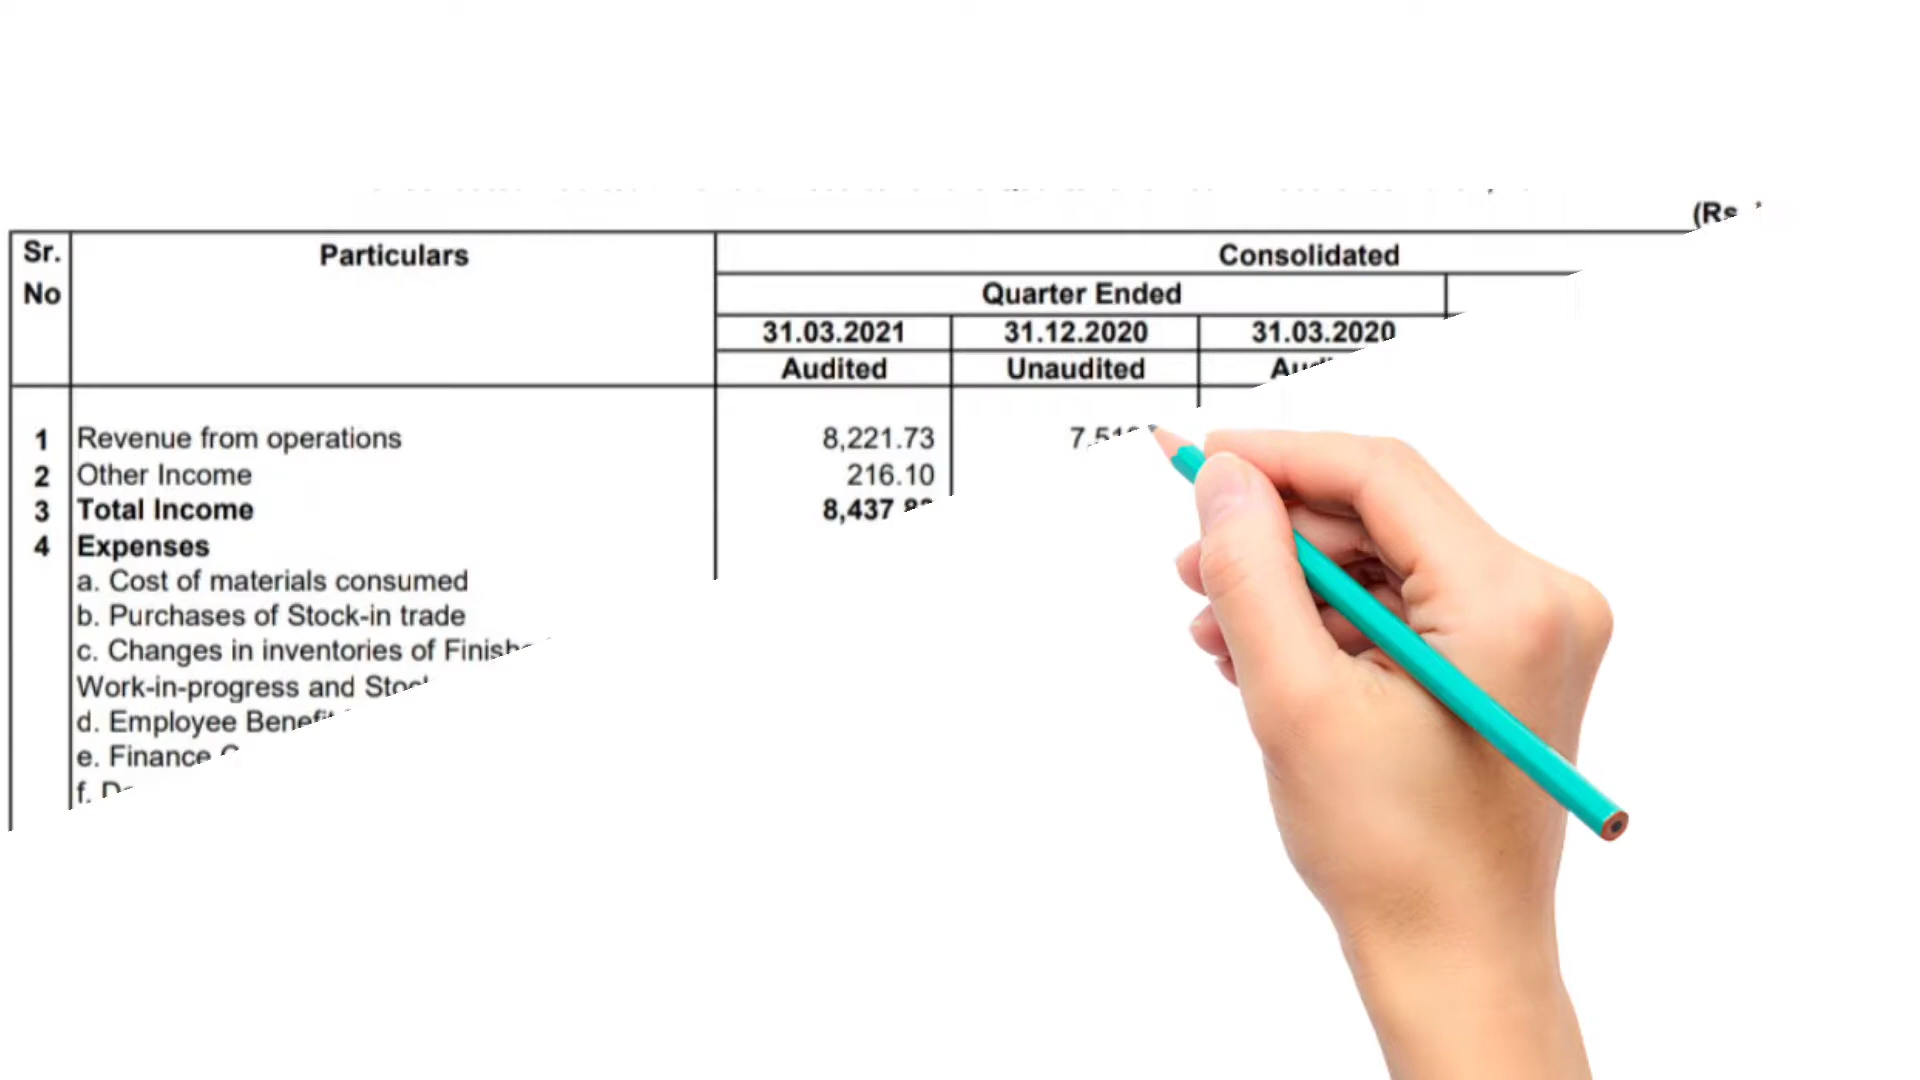 (Rs
Sr. No Particulars Consolidated
Quarter Ended
31.03.2021 31.12.2020 31.03.2020
Audited Unaudited
1 Revenue from operations 8,221.73
2 Other Income 216.10
3 Total Income 8,437
4 Expenses
a. Cost of materials consumed
b. Purchases of Stock-in trade
c. Changes in inventories of
Work-in-progress and
d. Employee
e. Finance
f.